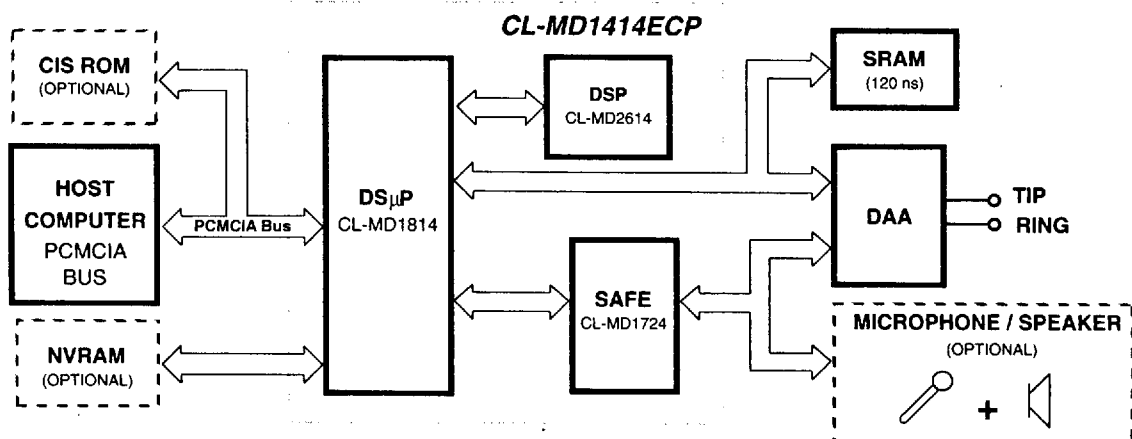 CL-MD1414ECP
CIS ROM
(OPTIONAL)
HOST
COMPUTER
PCMCIA
BUS
NVRAM
(OPTIONAL)
PCMCIA Bus
DSµP
CL-MD1814
DSP
CL-MD2614
SAFE
CL-MD1724
SRAM
(120 ns)
DAA
TIP
RING
MICROPHONE / SPEAKER
(OPTIONAL)
+